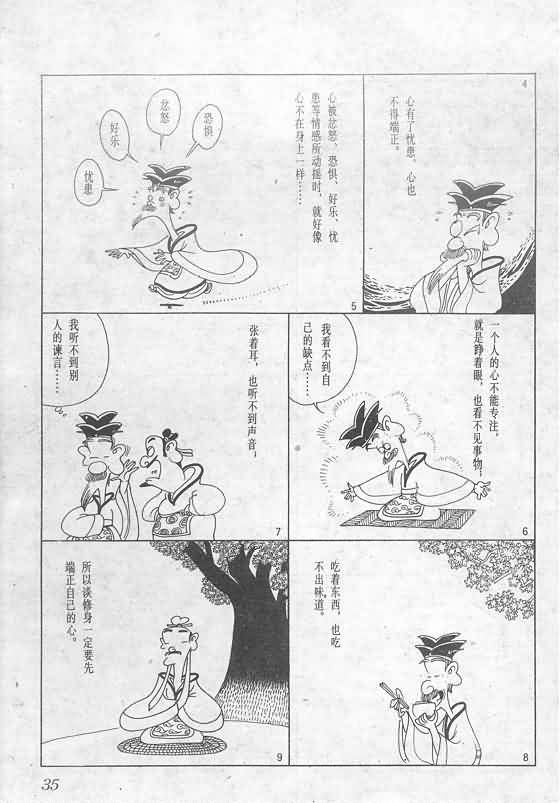 4
心有了忧患，心也
不得端正。
心被忿怒、恐惧、好乐、忧
患等情感所动摇时，就好像
心不在身上一样……
恐惧
忿怒
好乐
忧患
5
一个人的心不能专注，
就是睁着眼，也看不见事物；
我看不到自
己的缺点……
6
张着耳，也听不到声音，
我听不到别
人的谏言……
7
吃着东西，也吃
不出味道。
8
所以谈修身一定要先
端正自己的心。
9
35